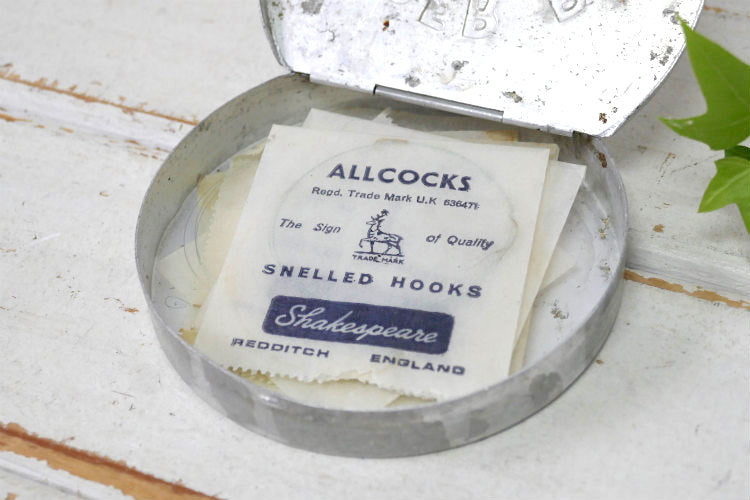 ALLCOCKS
Regd. Trade Mark U.K 636471
The Sign of Quality
TRADE MARK
SNELLED HOOKS
Shakespeare
REDDITCH ENGLAND